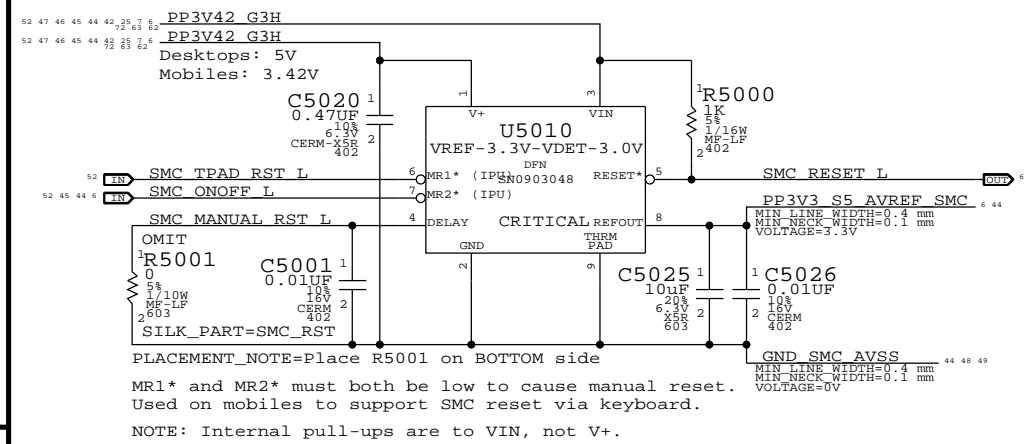 52 47 46 45 44 42 25 7 6
72 63 62
PP3V42_G3H
52 47 46 45 44 42 25 7 6
72 63 62
PP3V42_G3H
Desktops: 5V
Mobiles: 3.42V
C5020
0.47UF
10%
6.3V
CERM-X5R
402
1
2
1
V+
3
VIN
U5010
VREF-3.3V-VDET-3.0V
DFN
SN0903048
CRITICAL
1
R5000
1K
5%
1/16W
MF-LF
402
2
52
IN
SMC_TPAD_RST_L
6
MR1* (IPU)
52 45 44 6
IN
SMC_ONOFF_L
7
MR2* (IPU)
RESET*
5
SMC_RESET_L
OUT
6
SMC_MANUAL_RST_L
4
DELAY
REFOUT
8
GND
2
THRM
PAD
9
PP3V3_S5_AVREF_SMC
6 44
MIN_LINE_WIDTH=0.4 mm
MIN_NECK_WIDTH=0.1 mm
VOLTAGE=3.3V
OMIT
1
R5001
0
5%
1/10W
MF-LF
603
2
SILK_PART=SMC_RST
C5001
0.01UF
10%
16V
CERM
402
1
2
C5025
10uF
20%
6.3V
X5R
603
1
2
1
2
C5026
0.01UF
10%
16V
CERM
402
PLACEMENT_NOTE=Place R5001 on BOTTOM side
GND_SMC_AVSS
44 48 49
MIN_LINE_WIDTH=0.4 mm
MIN_NECK_WIDTH=0.1 mm
VOLTAGE=0V
MR1* and MR2* must both be low to cause manual reset.
Used on mobiles to support SMC reset via keyboard.
NOTE: Internal pull-ups are to VIN, not V+.